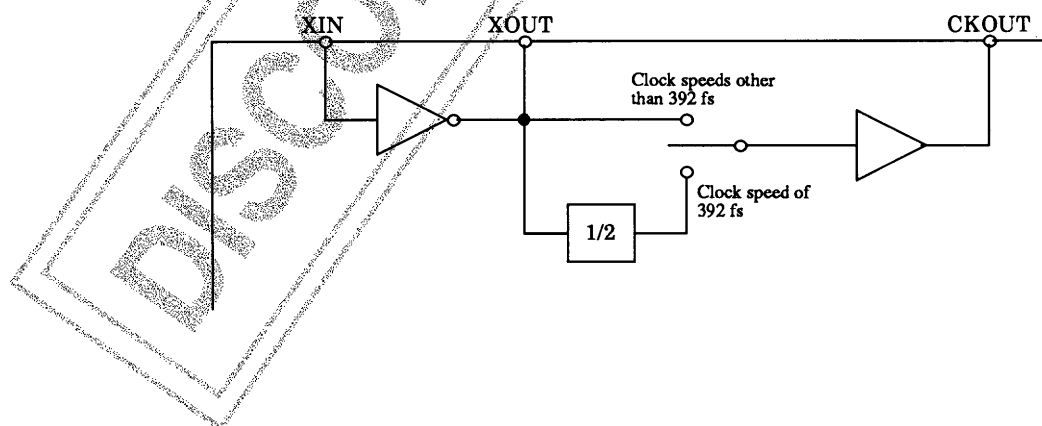 XIN XOUT CKOUT
Clock speeds other
than 392 fs
Clock speed of
392 fs
1/2
DISCO